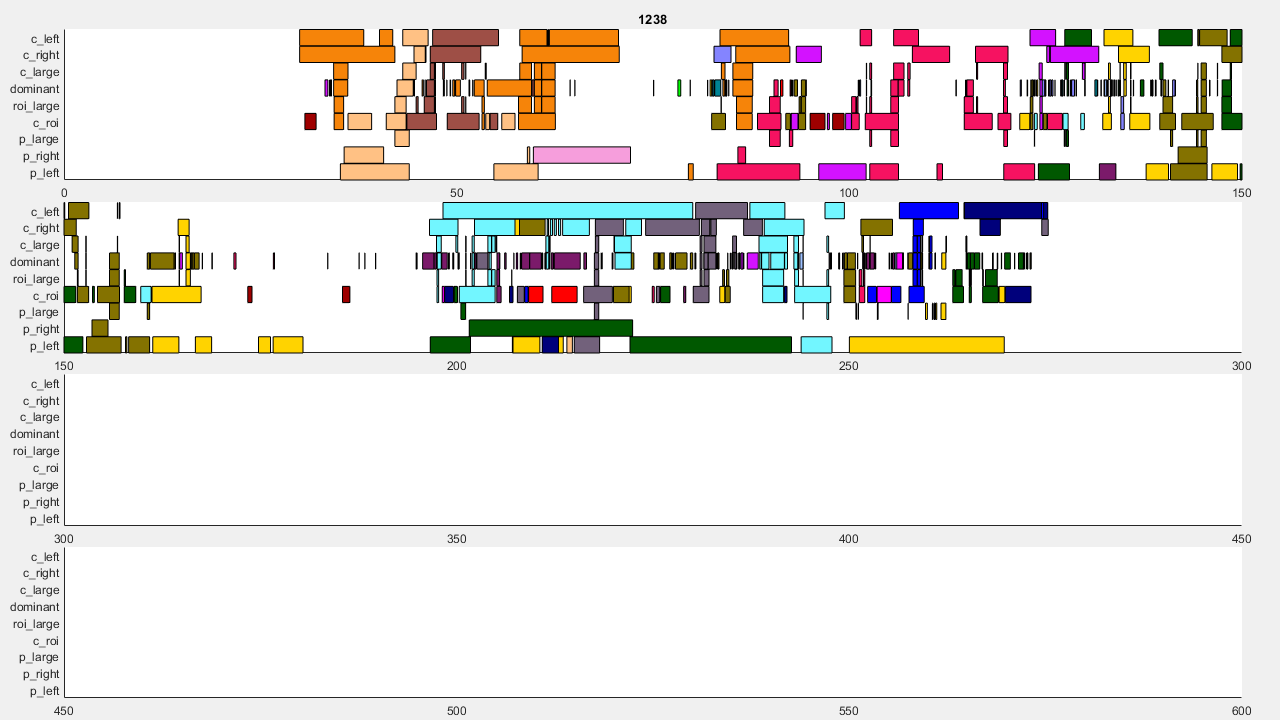 1238
c_left
c_right
c_large
dominant
roi_large
c_roi
p_large
p_right
p_left
0 50 100 150
c_left
c_right
c_large
dominant
roi_large
c_roi
p_large
p_right
p_left
150 200 250 300
c_left
c_right
c_large
dominant
roi_large
c_roi
p_large
p_right
p_left
300 350 400 450
c_left
c_right
c_large
dominant
roi_large
c_roi
p_large
p_right
p_left
450 500 550 600